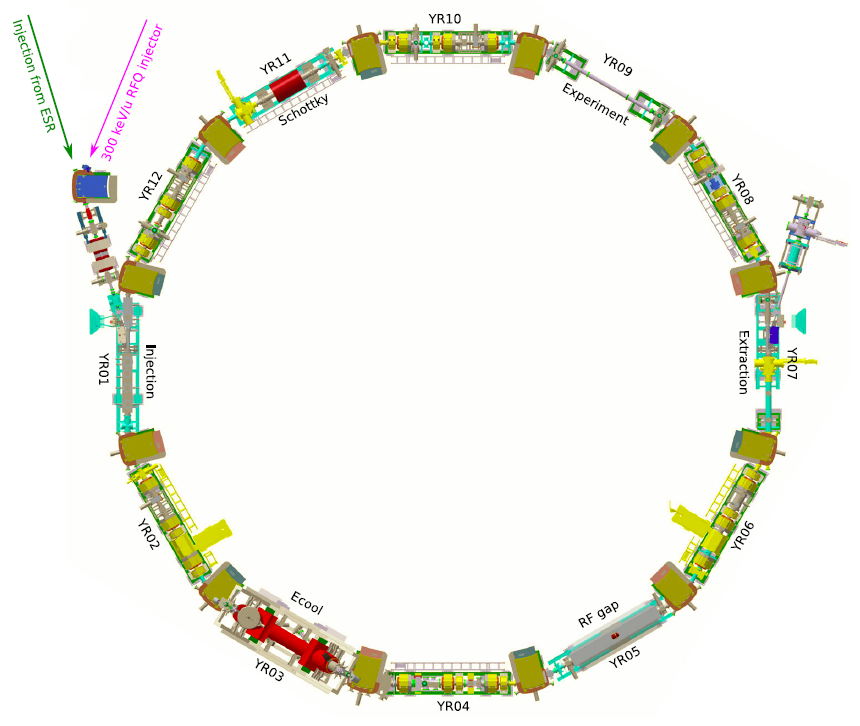 YR10
YR11
Schottky
YR09
Experiment
Injection from ESR
300 keV/u RFQ injector
YR12
YR08
YR01
Injection
Extraction
YR07
YR02
YR06
Ecool
YR03
RF gap
YR05
YR04